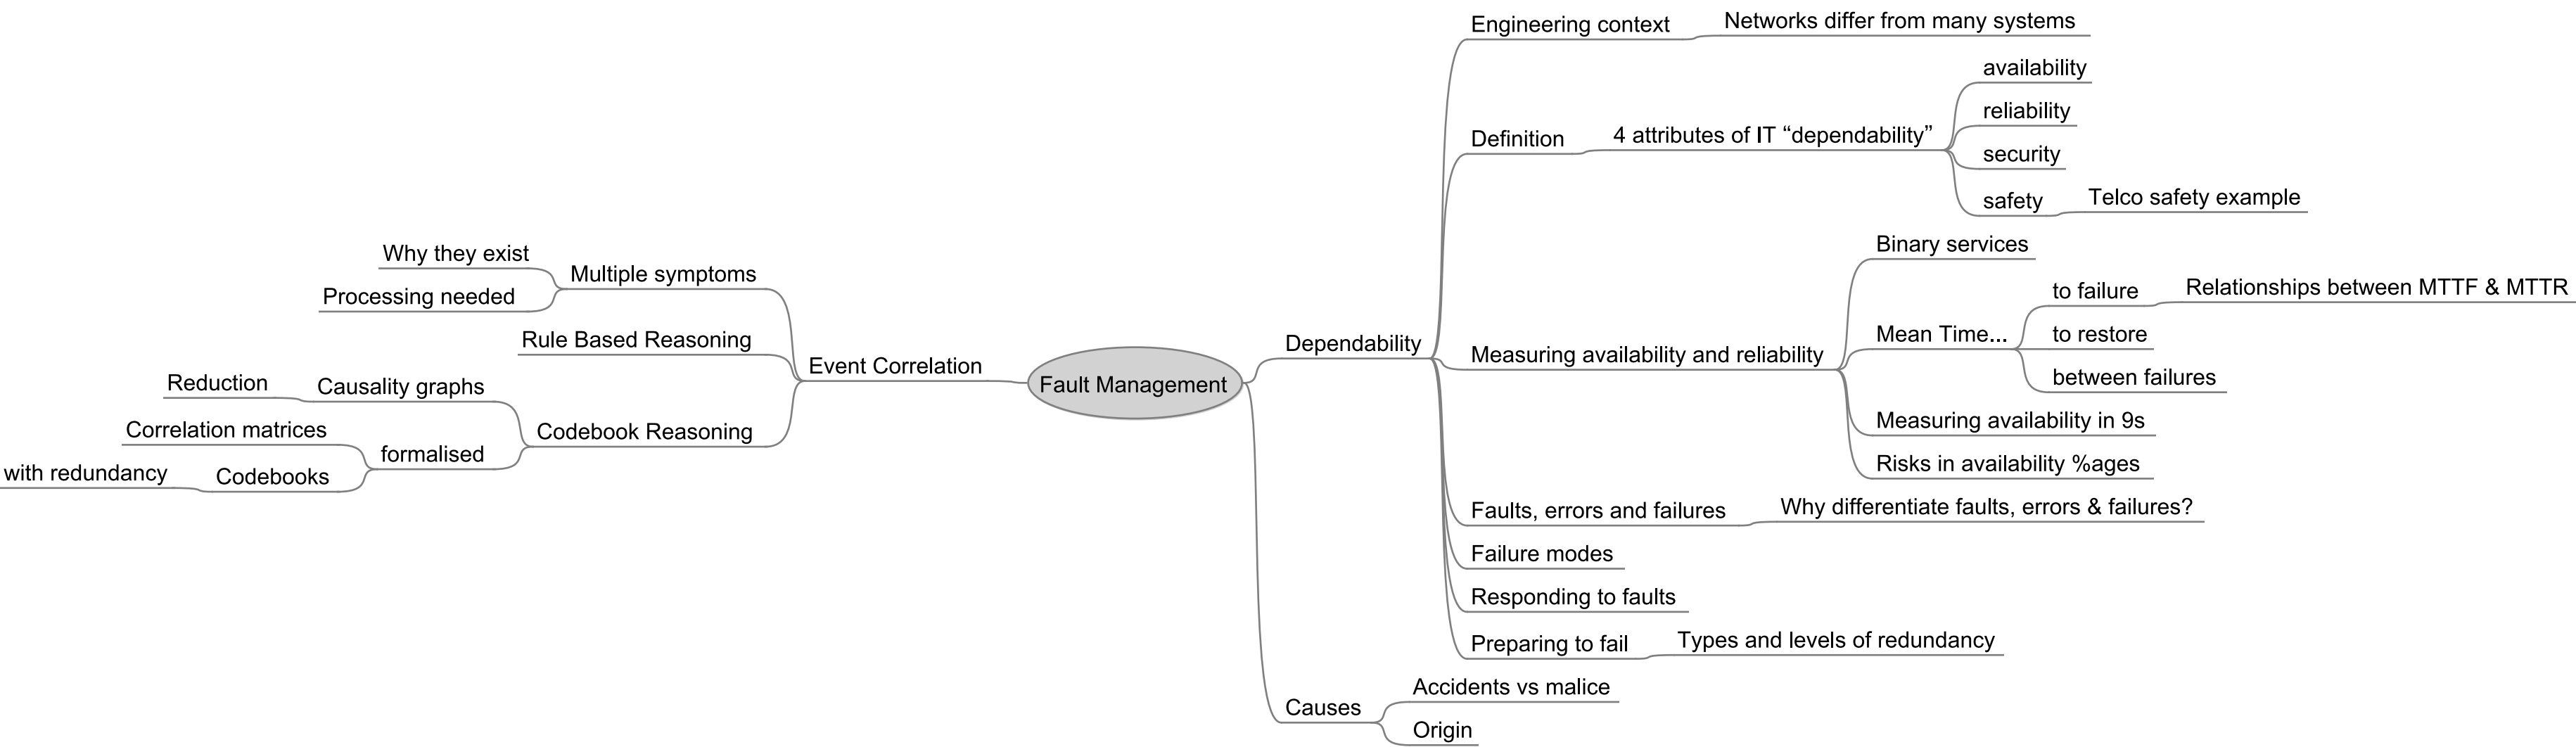 Fault Management
Dependability
Engineering context
Networks differ from many systems
Definition
4 attributes of IT “dependability”
availability
reliability
security
safety
Telco safety example
Measuring availability and reliability
Binary services
Mean Time...
to failure
Relationships between MTTF & MTTR
to restore
between failures
Measuring availability in 9s
Risks in availability %ages
Faults, errors and failures
Why differentiate faults, errors & failures?
Failure modes
Responding to faults
Preparing to fail
Types and levels of redundancy
Causes
Accidents vs malice
Origin
Event Correlation
Multiple symptoms
Why they exist
Processing needed
Rule Based Reasoning
Codebook Reasoning
Causality graphs
Reduction
formalised
Correlation matrices
Codebooks
with redundancy